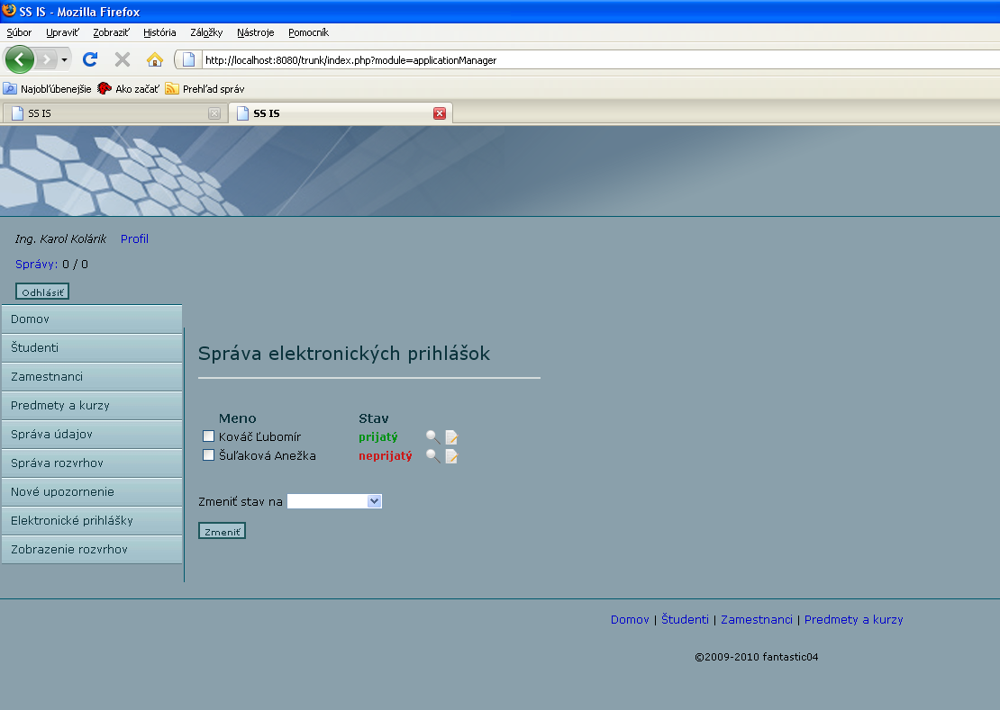 SS IS - Mozilla Firefox
Súbor Upraviť Zobraziť História Záložky Nástroje Pomocník
http://localhost:8080/trunk/index.php?module=applicationManager
Najobľúbenejšie Ako začať Prehľad správ
SS IS SS IS
Ing. Karol Kolárik Profil
Správy: 0 / 0
Odhlásiť
Domov
Študenti
Zamestnanci
Predmety a kurzy
Správa údajov
Správa rozvrhov
Nové upozornenie
Elektronické prihlášky
Zobrazenie rozvrhov
Správa elektronických prihlášok
Meno Stav
Kováč Ľubomír prijatý
Šuľaková Anežka neprijatý
Zmeniť stav na
Zmeniť
Domov | Študenti | Zamestnanci | Predmety a kurzy
©2009-2010 fantastic04